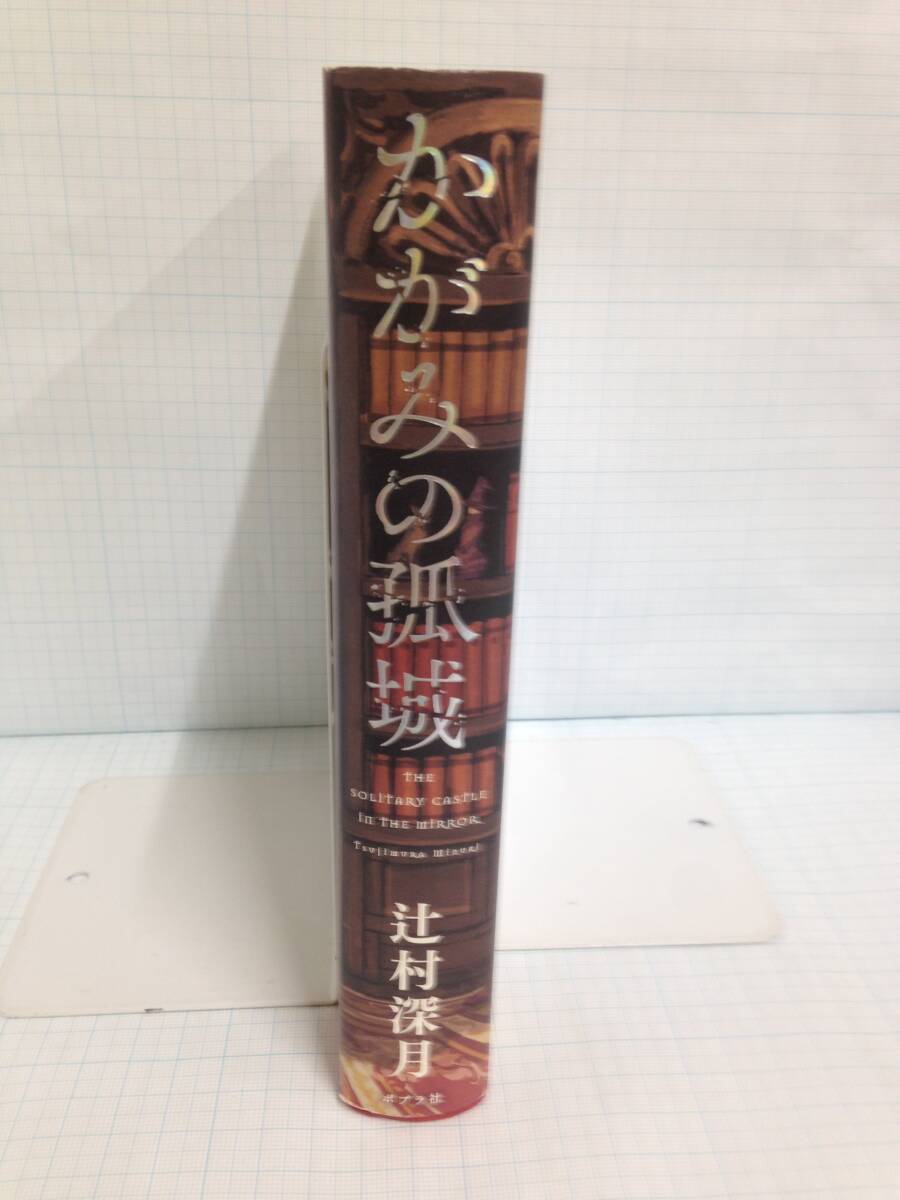 かがみの孤城
THE
SOLITARY CASTLE
IN THE MIRROR
TSUJIMURA MIZUKI
辻村深月
ポプラ社